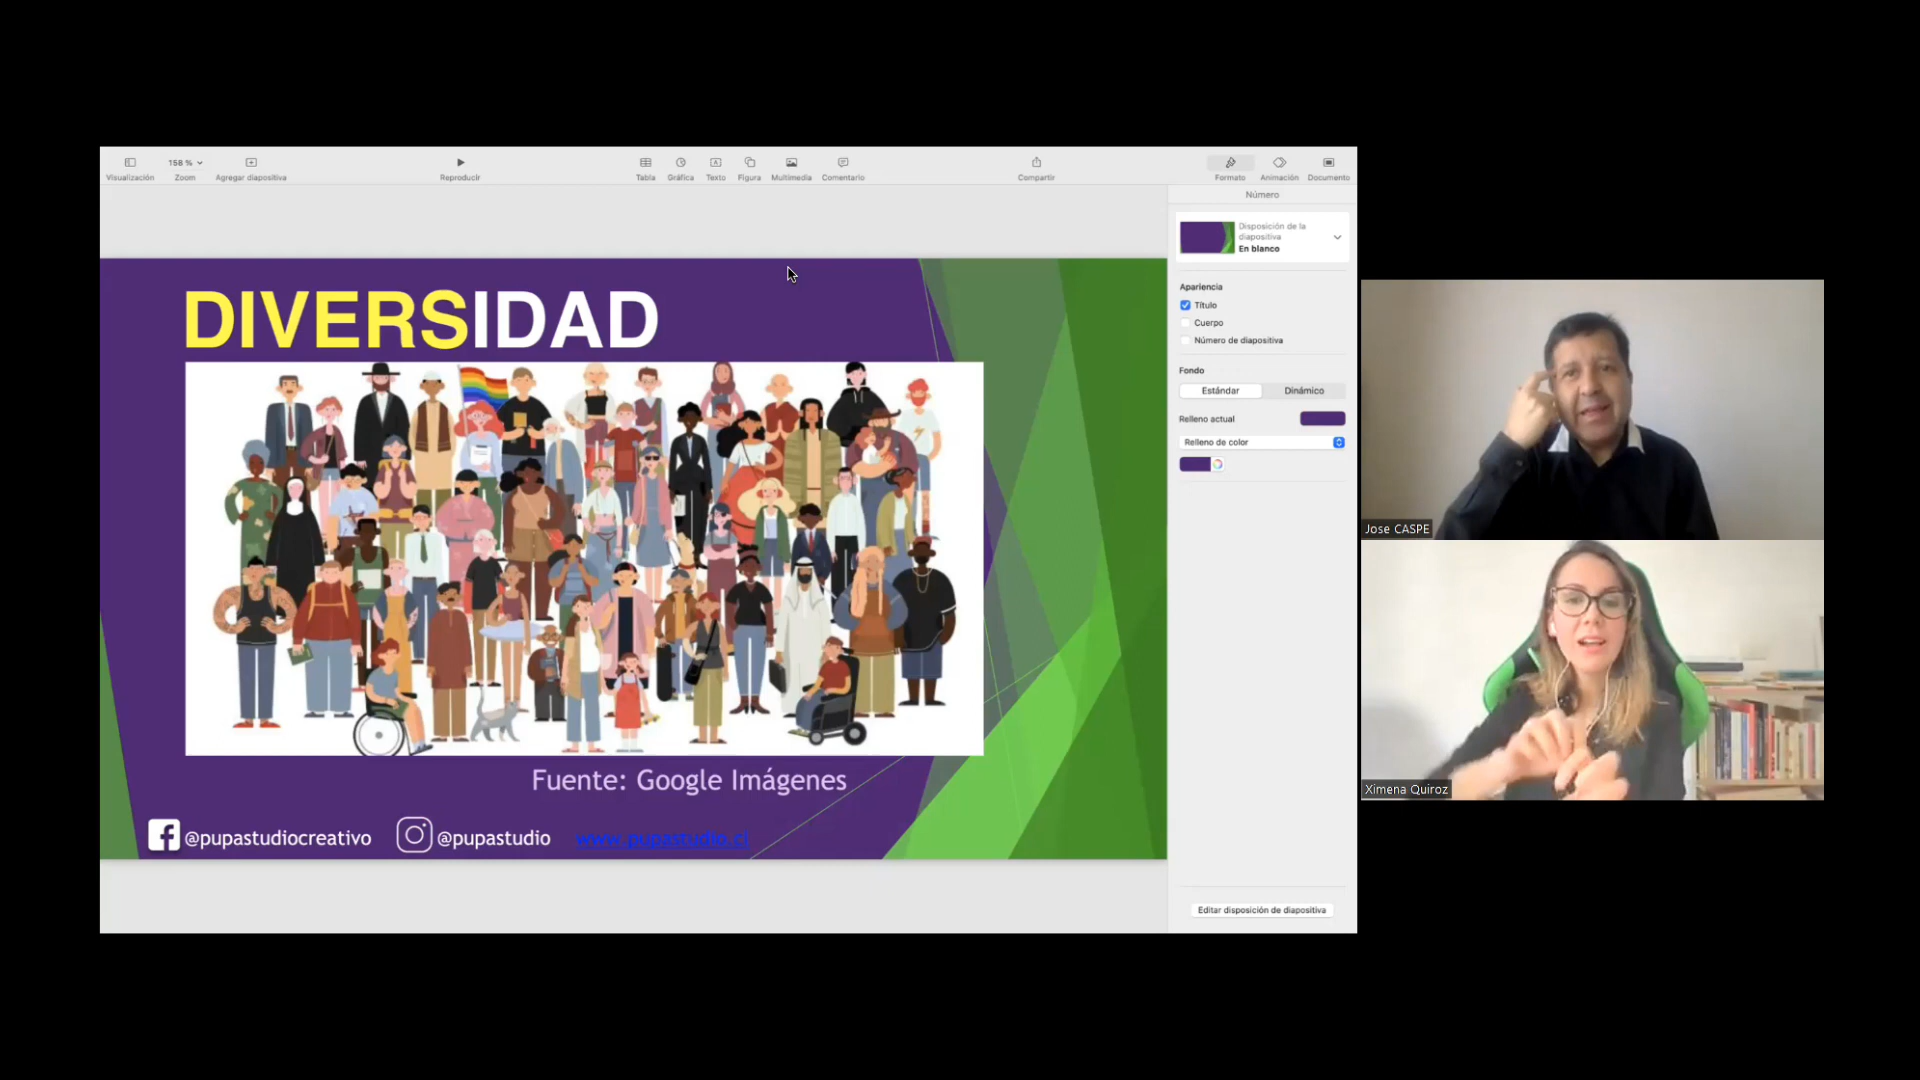 158 %
Visualización Zoom Agregar diapositiva Reproducir Tabla Gráfica Texto Figura Multimedia Comentario Compartir Formato Animación Documento
Número
Disposición de la
diapositiva
En blanco
Apariencia
Título
Cuerpo
Número de diapositiva
Fondo
Estándar Dinámico
Relleno actual
Relleno de color
Editar disposición de diapositiva
DIVERSIDAD
Fuente: Google Imágenes
@pupastudiocreativo @pupastudio www.pupastudio.cl
Jose CASPE
Ximena Quiroz